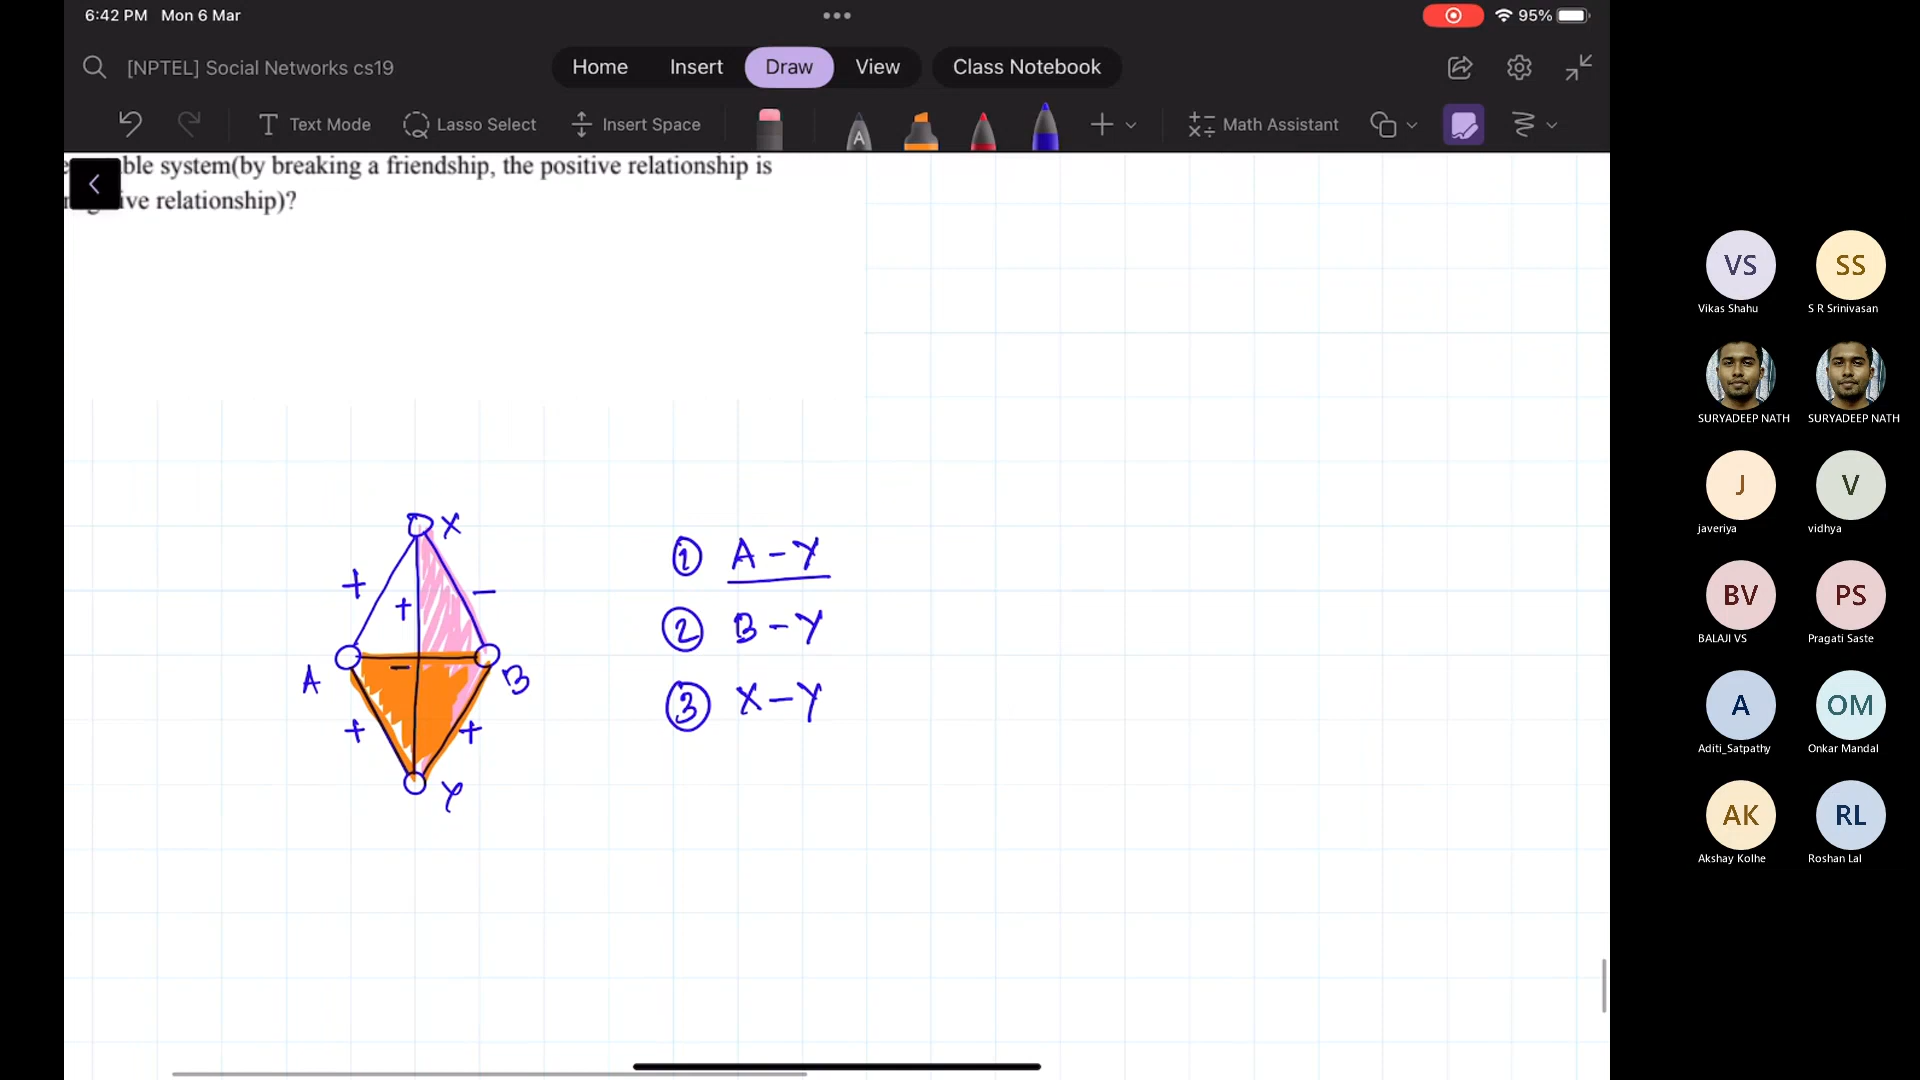 6:42 PM Mon 6 Mar
95%
[NPTEL] Social Networks cs19
Home Insert Draw View Class Notebook
Text Mode Lasso Select Insert Space A Math Assistant
ble system(by breaking a friendship, the positive relationship is
ive relationship)?
X
+ + -
A - B
+ +
Y
① A - Y
② B - Y
③ X - Y
VS SS
Vikas Shahu S R Srinivasan
SURYADEEP NATH SURYADEEP NATH
J V
javeriya vidhya
BV PS
BALAJI VS Pragati Saste
A OM
Aditi_Satpathy Onkar Mandal
AK RL
Akshay Kolhe Roshan Lal